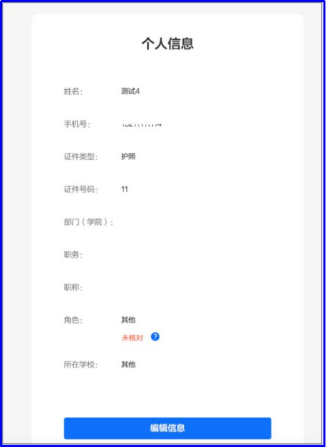 个人信息
姓名： 测试4
手机号：
证件类型： 护照
证件号码： 11
部门（学院）：
职务：
职称：
角色： 其他
未核对 ?
所在学校： 其他
编辑信息